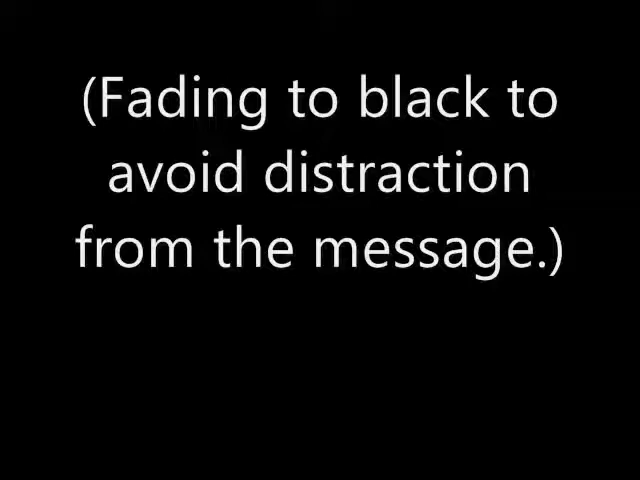 (Fading to black to
avoid distraction
from the message.)